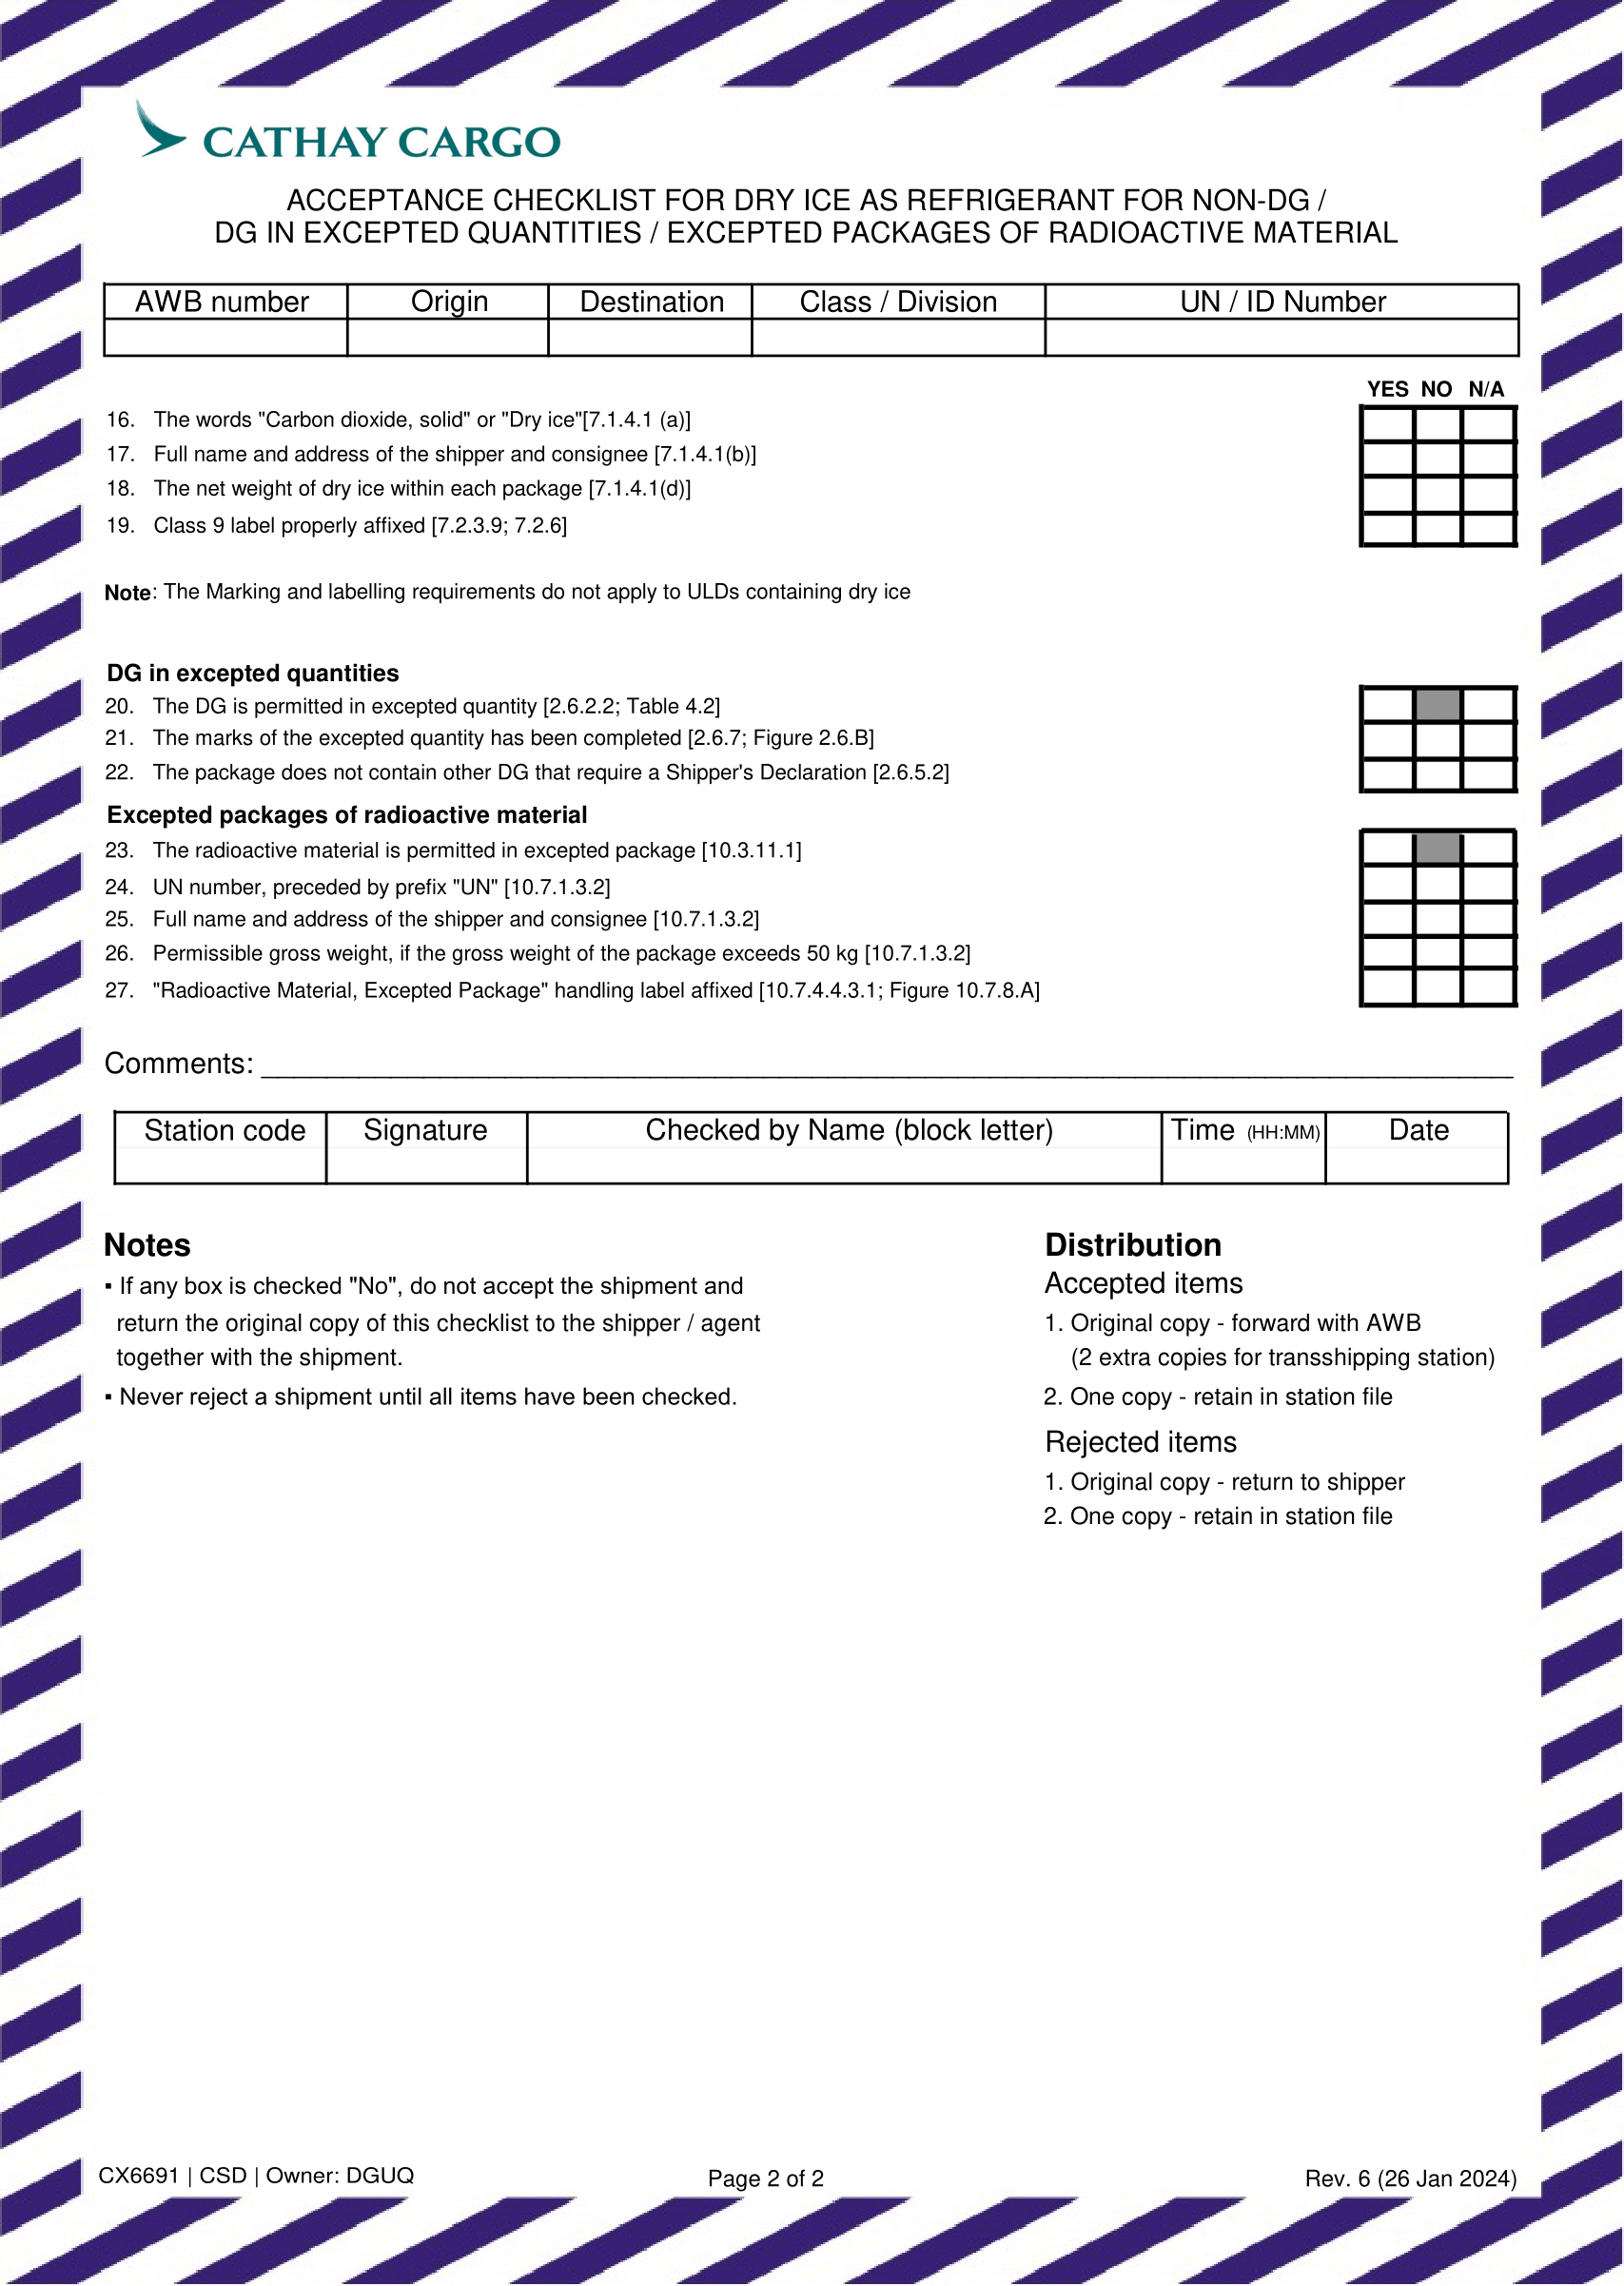 CATHAY CARGO
ACCEPTANCE CHECKLIST FOR DRY ICE AS REFRIGERANT FOR NON-DG /
DG IN EXCEPTED QUANTITIES / EXCEPTED PACKAGES OF RADIOACTIVE MATERIAL
AWB number Origin Destination Class / Division UN / ID Number
YES NO N/A
16. The words "Carbon dioxide, solid" or "Dry ice"[7.1.4.1 (a)]
17. Full name and address of the shipper and consignee [7.1.4.1(b)]
18. The net weight of dry ice within each package [7.1.4.1(d)]
19. Class 9 label properly affixed [7.2.3.9; 7.2.6]
Note: The Marking and labelling requirements do not apply to ULDs containing dry ice
DG in excepted quantities
20. The DG is permitted in excepted quantity [2.6.2.2; Table 4.2]
21. The marks of the excepted quantity has been completed [2.6.7; Figure 2.6.B]
22. The package does not contain other DG that require a Shipper's Declaration [2.6.5.2]
Excepted packages of radioactive material
23. The radioactive material is permitted in excepted package [10.3.11.1]
24. UN number, preceded by prefix "UN" [10.7.1.3.2]
25. Full name and address of the shipper and consignee [10.7.1.3.2]
26. Permissible gross weight, if the gross weight of the package exceeds 50 kg [10.7.1.3.2]
27. "Radioactive Material, Excepted Package" handling label affixed [10.7.4.4.3.1; Figure 10.7.8.A]
Comments: ____________________
Station code Signature Checked by Name (block letter) Time (HH:MM) Date
Notes
▪ If any box is checked "No", do not accept the shipment and
return the original copy of this checklist to the shipper / agent
together with the shipment.
▪ Never reject a shipment until all items have been checked.
Distribution
Accepted items
1. Original copy - forward with AWB
(2 extra copies for transshipping station)
2. One copy - retain in station file
Rejected items
1. Original copy - return to shipper
2. One copy - retain in station file
CX6691 | CSD | Owner: DGUQ Page 2 of 2 Rev. 6 (26 Jan 2024)